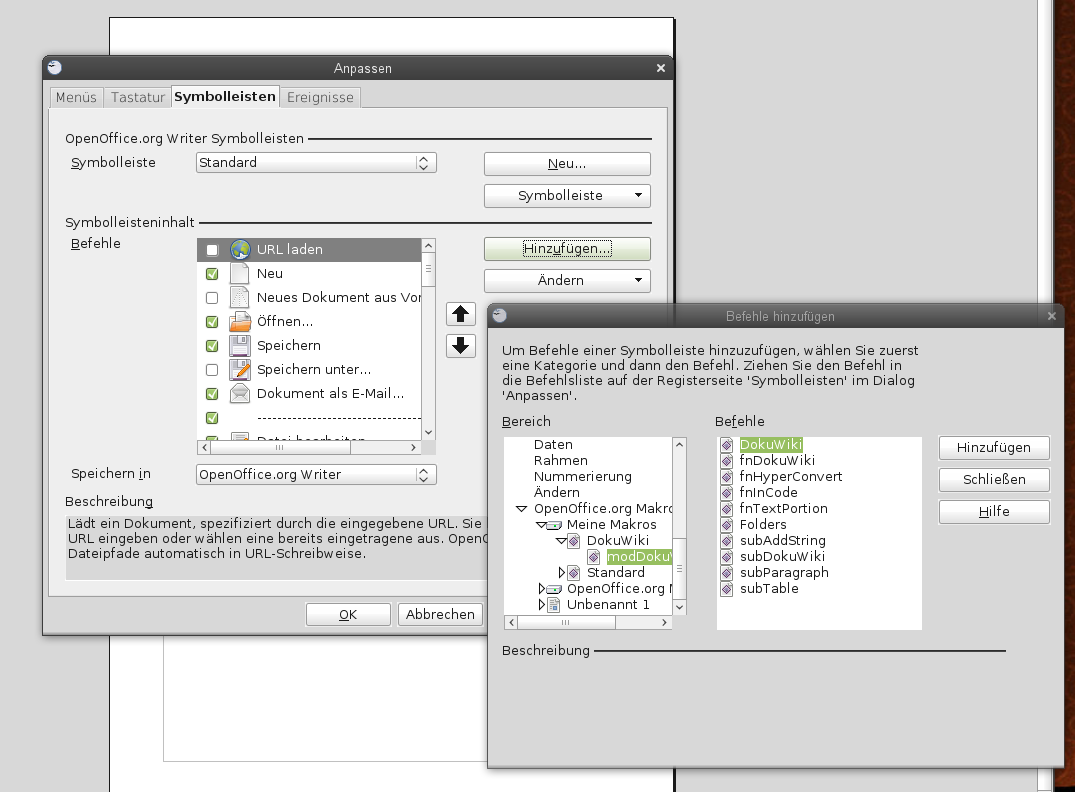 Anpassen
Menüs Tastatur Symbolleisten Ereignisse
OpenOffice.org Writer Symbolleisten
Symbolleiste Standard Neu...
Symbolleiste
Symbolleisteninhalt
Befehle
URL laden
Neu
Neues Dokument aus Vor
Öffnen...
Speichern
Speichern unter...
Dokument als E-Mail...
-----------------------
Datei bearbeiten
Hinzufügen...
Ändern
Speichern in OpenOffice.org Writer
Beschreibung
Lädt ein Dokument, spezifiziert durch die eingegebene URL. Sie
URL eingeben oder wählen eine bereits eingetragene aus. OpenO
Dateipfade automatisch in URL-Schreibweise.
OK Abbrechen
Befehle hinzufügen
Um Befehle einer Symbolleiste hinzuzufügen, wählen Sie zuerst
eine Kategorie und dann den Befehl. Ziehen Sie den Befehl in
die Befehlsliste auf der Registerseite 'Symbolleisten' im Dialog
'Anpassen'.
Bereich
Daten
Rahmen
Nummerierung
Ändern
OpenOffice.org Makro
Meine Makros
DokuWiki
modDokuW
Standard
OpenOffice.org M
Unbenannt 1
Befehle
DokuWiki
fnDokuWiki
fnHyperConvert
fnInCode
fnTextPortion
Folders
subAddString
subDokuWiki
subParagraph
subTable
Hinzufügen
Schließen
Hilfe
Beschreibung